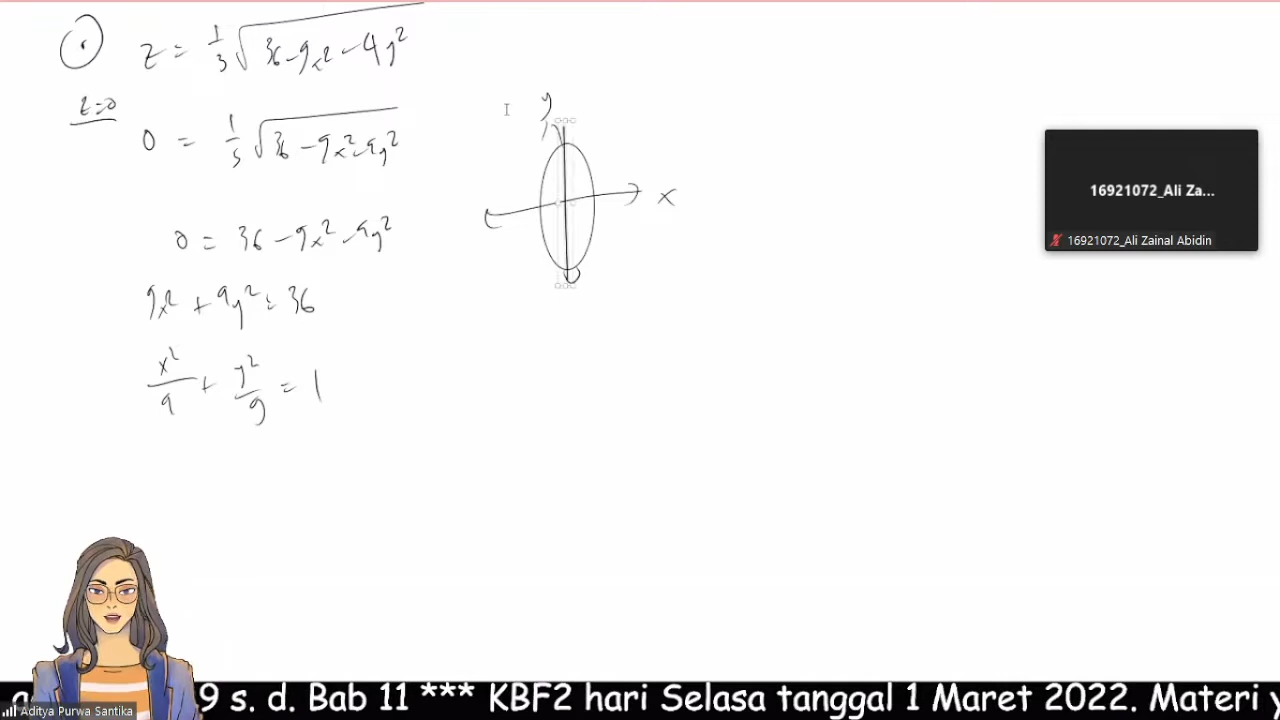 z = 1/3 √(36 - 9x² - 4y²)
z=0
0 = 1/3 √(36 - 9x² - 9y²)
0 = 36 - 9x² - 9y²
9x² + 9y² = 36
x²/9 + y²/9 = 1
y
x
16921072_Ali Za...
16921072_Ali Zainal Abidin
9 s. d. Bab 11 *** KBF2 hari Selasa tanggal 1 Maret 2022. Materi y
Aditya Purwa Santika